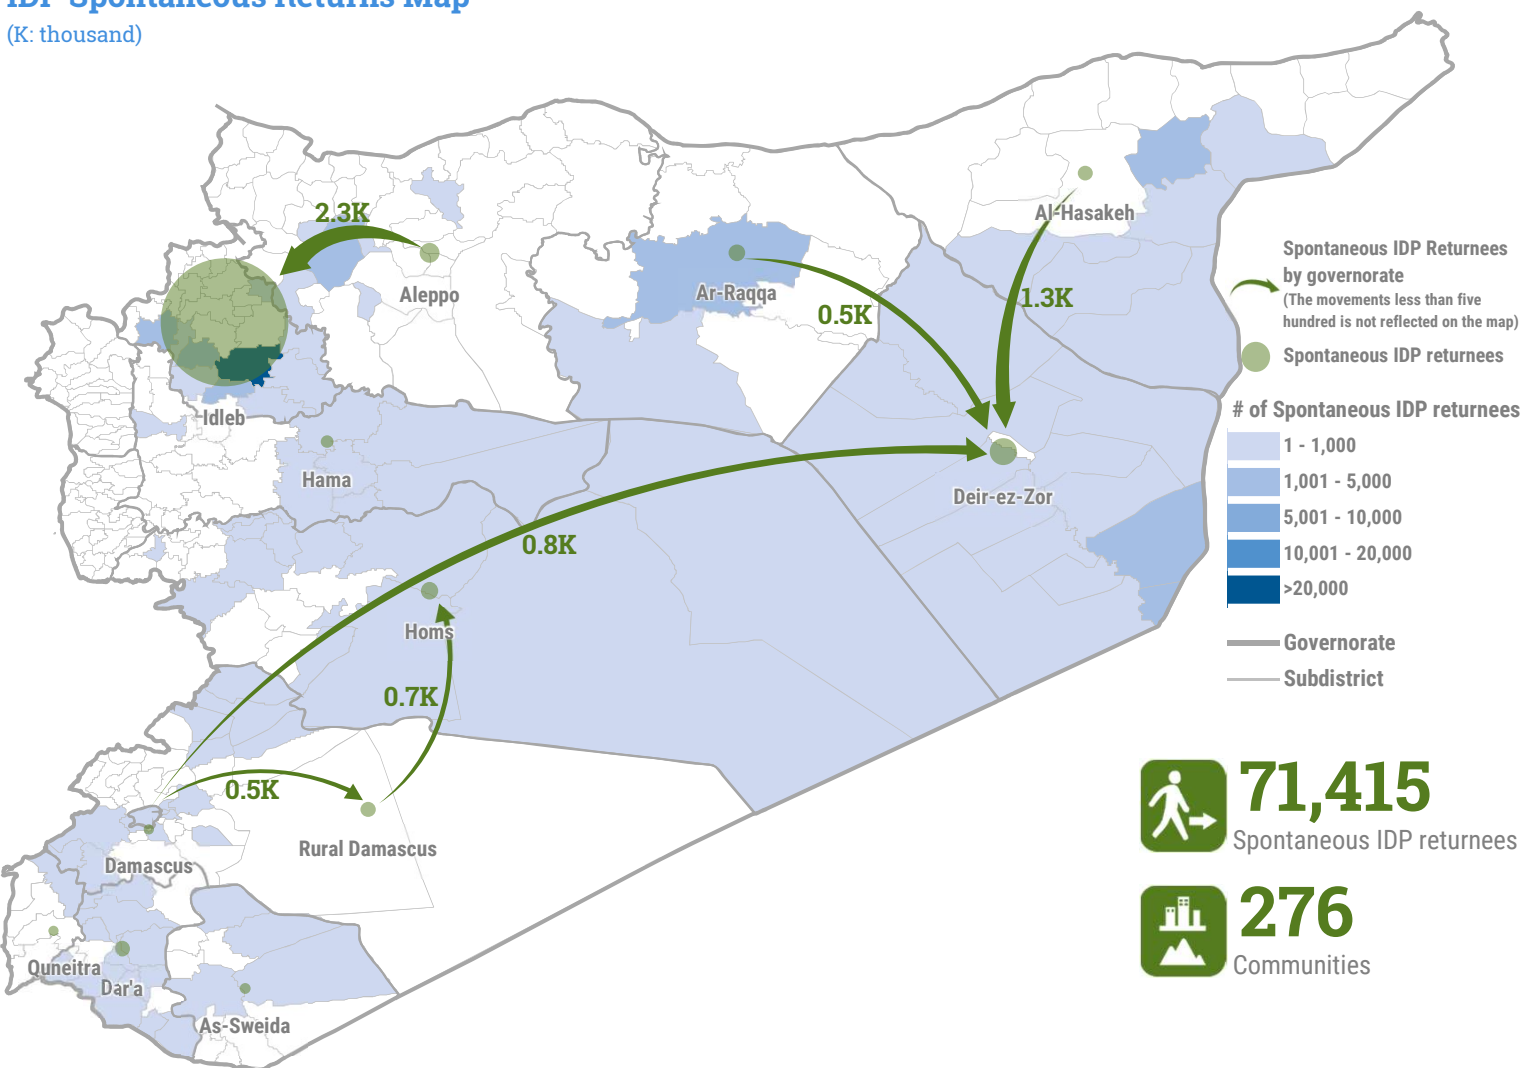 IDP Spontaneous Returns Map
(K: thousand)
2.3K
Aleppo
Al-Hasakeh
Ar-Raqqa
0.5K
1.3K
Idleb
Hama
Deir-ez-Zor
0.8K
Homs
0.7K
0.5K
Rural Damascus
Damascus
Quneitra
Dar'a
As-Sweida
Spontaneous IDP Returnees
by governorate
(The movements less than five
hundred is not reflected on the map)
Spontaneous IDP returnees
# of Spontaneous IDP returnees
1 - 1,000
1,001 - 5,000
5,001 - 10,000
10,001 - 20,000
>20,000
Governorate
Subdistrict
71,415
Spontaneous IDP returnees
276
Communities